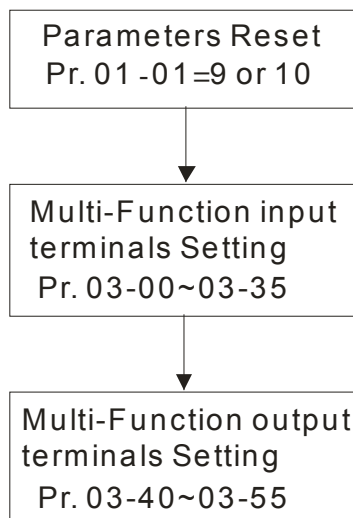 Parameters Reset
Pr. 01 -01=9 or 10
Multi-Function input
terminals Setting
Pr. 03-00~03-35
Multi-Function output
terminals Setting
Pr. 03-40~03-55